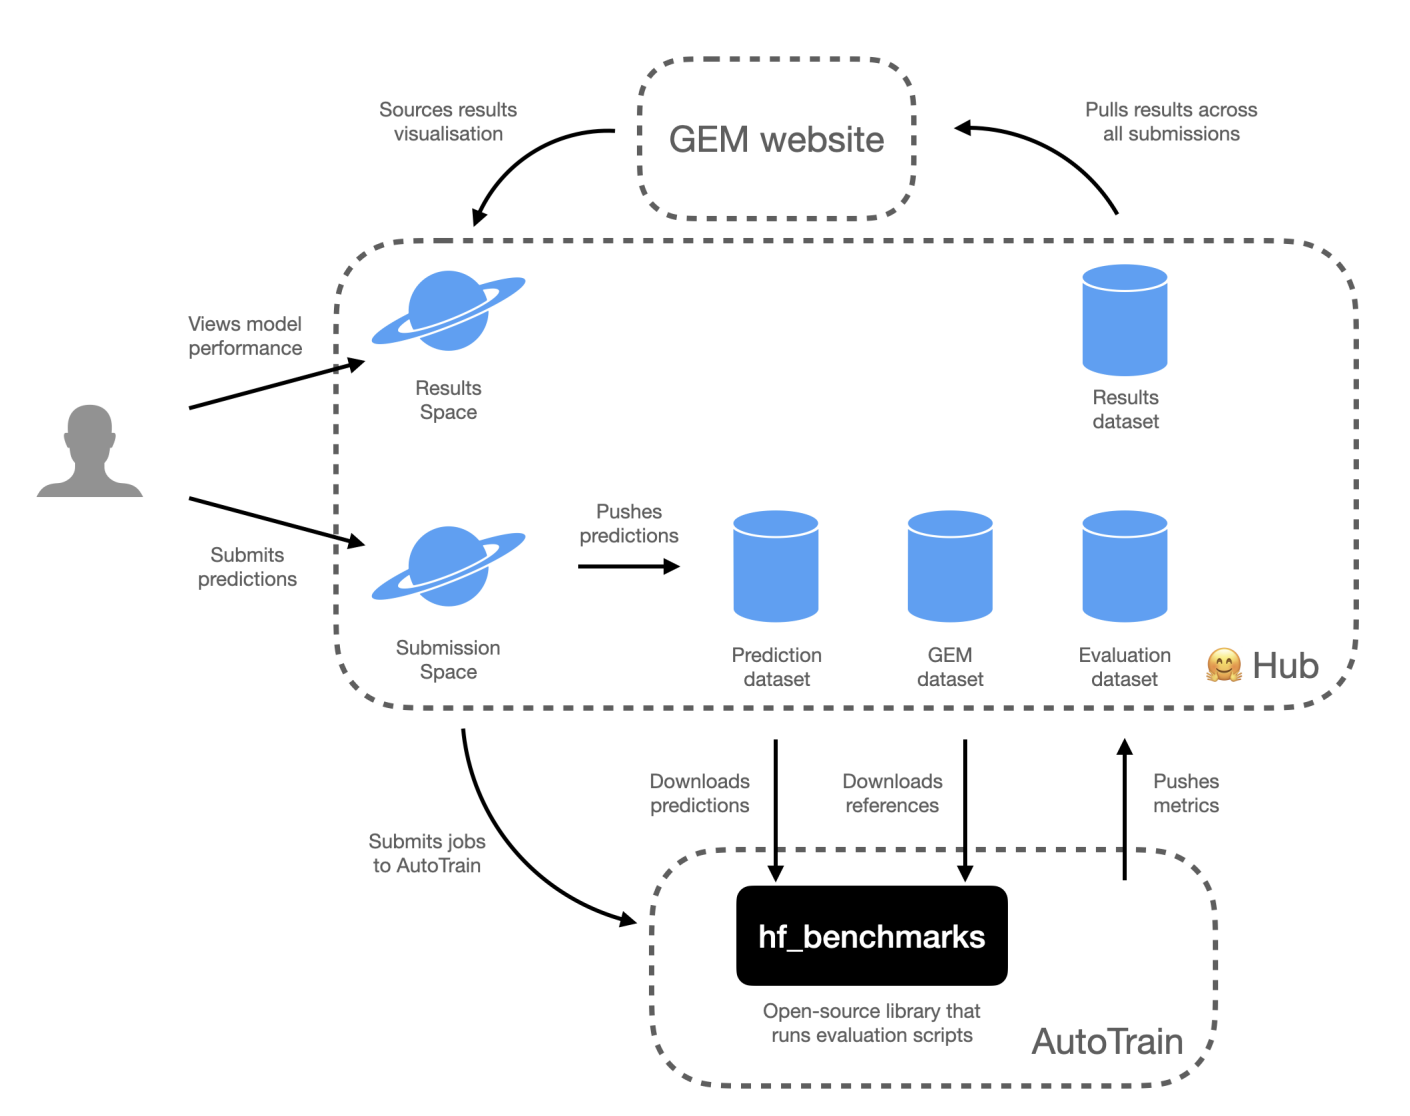 Sources results
visualisation
GEM website
Pulls results across
all submissions
Views model
performance
Results
Space
Results
dataset
Submits
predictions
Pushes
predictions
Submission
Space
Prediction
dataset
GEM
dataset
Evaluation
dataset
🤗 Hub
Downloads
predictions
Downloads
references
Pushes
metrics
Submits jobs
to AutoTrain
hf_benchmarks
Open-source library that
runs evaluation scripts
AutoTrain